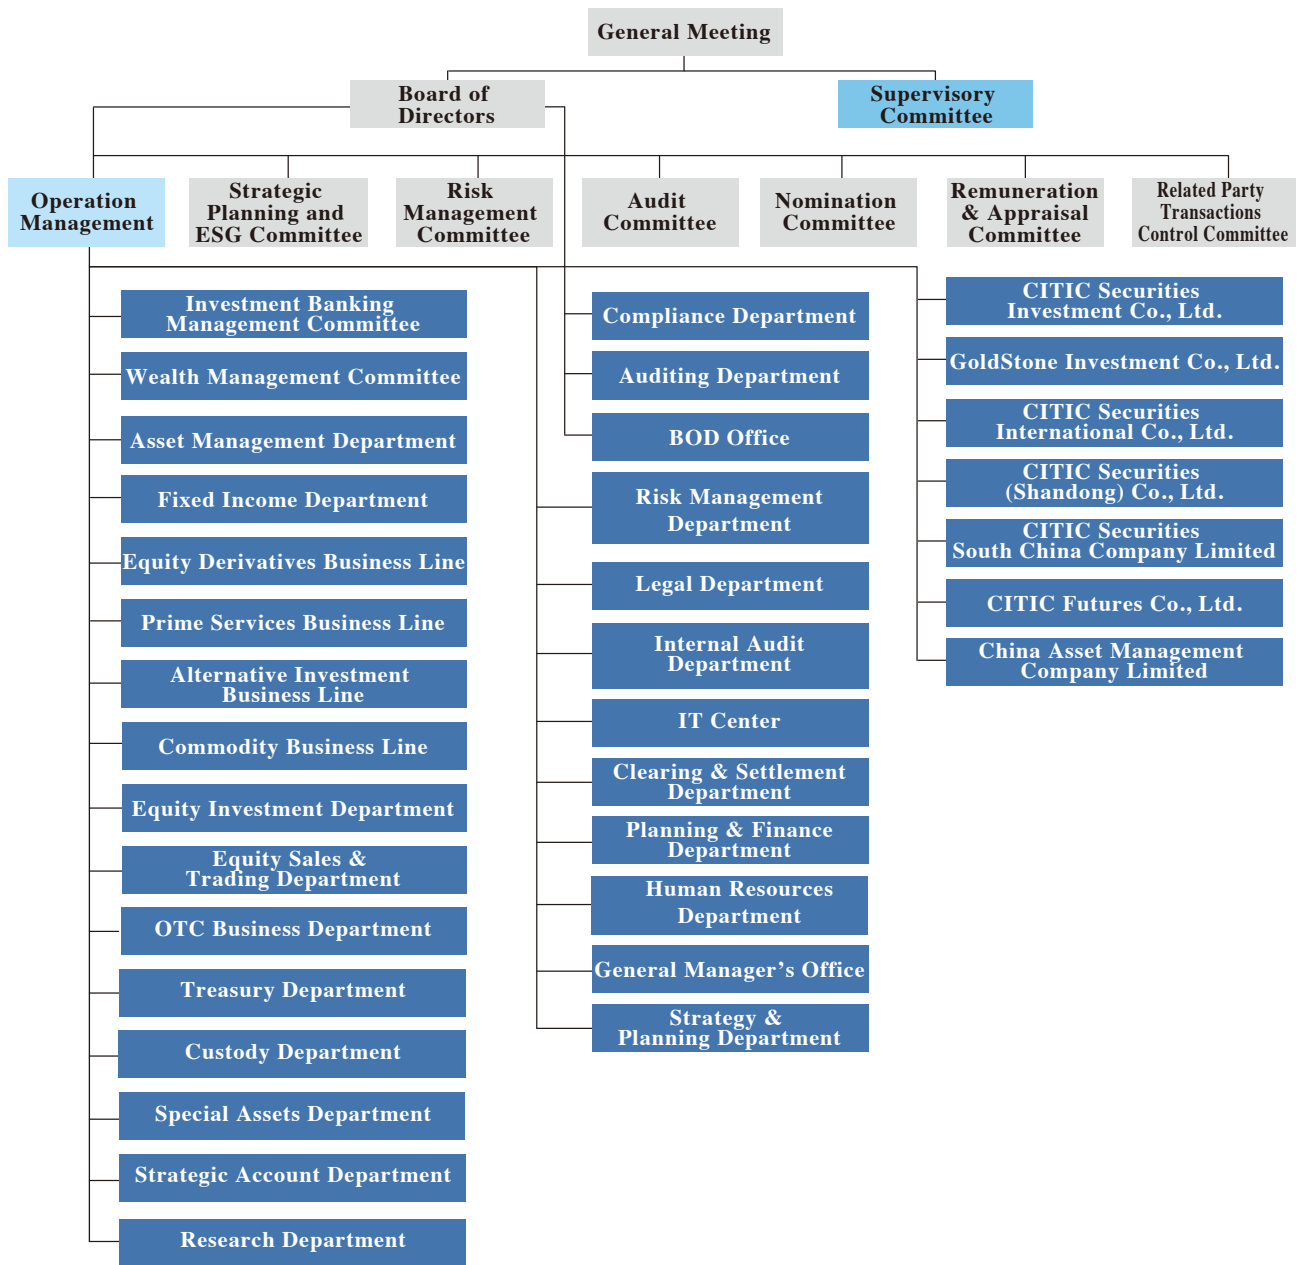 General Meeting
Board of
Directors
Supervisory
Committee
Operation
Management
Strategic
Planning and
ESG Committee
Risk
Management
Committee
Audit
Committee
Nomination
Committee
Remuneration
& Appraisal
Committee
Related Party
Transactions
Control Committee
Investment Banking
Management Committee
Wealth Management Committee
Asset Management Department
Fixed Income Department
Equity Derivatives Business Line
Prime Services Business Line
Alternative Investment
Business Line
Commodity Business Line
Equity Investment Department
Equity Sales &
Trading Department
OTC Business Department
Treasury Department
Custody Department
Special Assets Department
Strategic Account Department
Research Department
Compliance Department
Auditing Department
BOD Office
Risk Management
Department
Legal Department
Internal Audit
Department
IT Center
Clearing & Settlement
Department
Planning & Finance
Department
Human Resources
Department
General Manager’s Office
Strategy &
Planning Department
CITIC Securities
Investment Co., Ltd.
GoldStone Investment Co., Ltd.
CITIC Securities
International Co., Ltd.
CITIC Securities
(Shandong) Co., Ltd.
CITIC Securities
South China Company Limited
CITIC Futures Co., Ltd.
China Asset Management
Company Limited